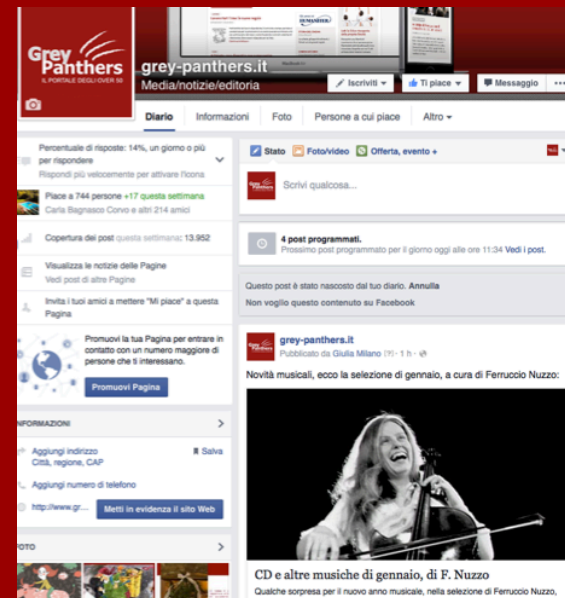 Grey
Panthers
IL PORTALE DEGLI OVER 50
grey-panthers.it
Media/notizie/editoria
Iscriviti
Ti piace
Messaggio
Diario
Informazioni
Foto
Persone a cui piace
Altro
Percentuale di risposte: 14%, un giorno o più
per rispondere
Rispondi più velocemente per attivare l'icona
Piace a 744 persone +17 questa settimana
Carla Bagnasco Corvo e altri 214 amici
Copertura dei post questa settimana: 13.952
Visualizza le notizie delle Pagine
Vedi post di altre Pagine
Invita i tuoi amici a mettere "Mi piace" a questa
Pagina
Promuovi la tua Pagina per entrare in
contatto con un numero maggiore di
persone che ti interessano.
Promuovi Pagina
NFORMAZIONI
Aggiungi indirizzo
Città, regione, CAP
Salva
Aggiungi numero di telefono
http://www.gr...
Metti in evidenza il sito Web
FOTO
Stato
Foto/video
Offerta, evento +
Scrivi qualcosa...
4 post programmati.
Prossimo post programmato per il giorno oggi alle ore 11:34 Vedi i post.
Questo post è stato nascosto dal tuo diario. Annulla
Non voglio questo contenuto su Facebook
grey-panthers.it
Pubblicato da Giulia Milano [?] · 1 h ·
Novità musicali, ecco la selezione di gennaio, a cura di Ferruccio Nuzzo:
CD e altre musiche di gennaio, di F. Nuzzo
Qualche sorpresa per il nuovo anno musicale, nella selezione di Ferruccio Nuzzo,